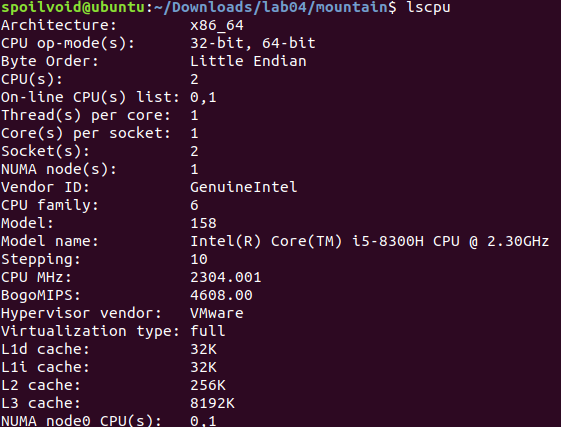 spoilvoid@ubuntu:~/Downloads/lab04/mountain$ lscpu
Architecture:        x86_64
CPU op-mode(s):      32-bit, 64-bit
Byte Order:          Little Endian
CPU(s):              2
On-line CPU(s) list: 0,1
Thread(s) per core:  1
Core(s) per socket:  1
Socket(s):           2
NUMA node(s):        1
Vendor ID:           GenuineIntel
CPU family:          6
Model:               158
Model name:          Intel(R) Core(TM) i5-8300H CPU @ 2.30GHz
Stepping:            10
CPU MHz:             2304.001
BogoMIPS:            4608.00
Hypervisor vendor:   VMware
Virtualization type: full
L1d cache:           32K
L1i cache:           32K
L2 cache:            256K
L3 cache:            8192K
NUMA node0 CPU(s):   0,1